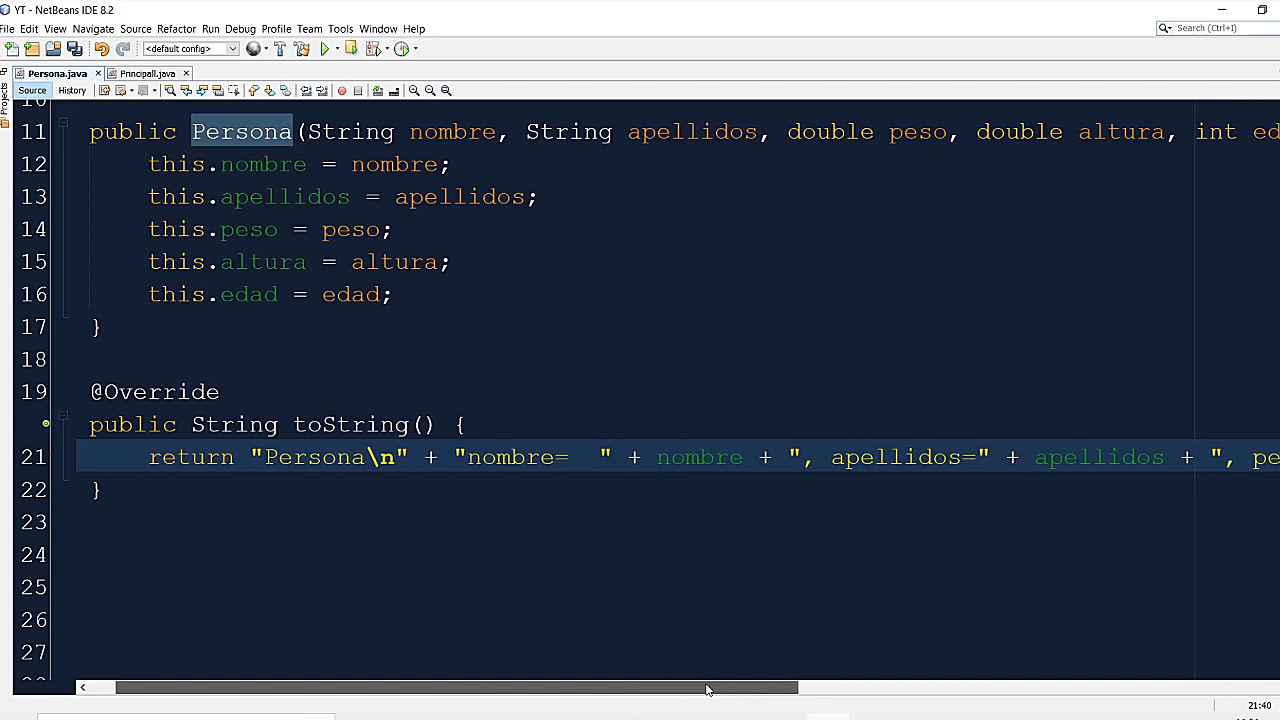 YT - NetBeans IDE 8.2
File Edit View Navigate Source Refactor Run Debug Profile Team Tools Window Help
Search (Ctrl+I)
<default config>
Persona.java Principall.java
Source History
Projects
11 public Persona(String nombre, String apellidos, double peso, double altura, int ed
12 this.nombre = nombre;
13 this.apellidos = apellidos;
14 this.peso = peso;
15 this.altura = altura;
16 this.edad = edad;
17 }
18
19 @Override
public String toString() {
21 return "Persona\n" + "nombre=  " + nombre + ", apellidos=" + apellidos + ", pe
22 }
23
24
25
26
27
21:40